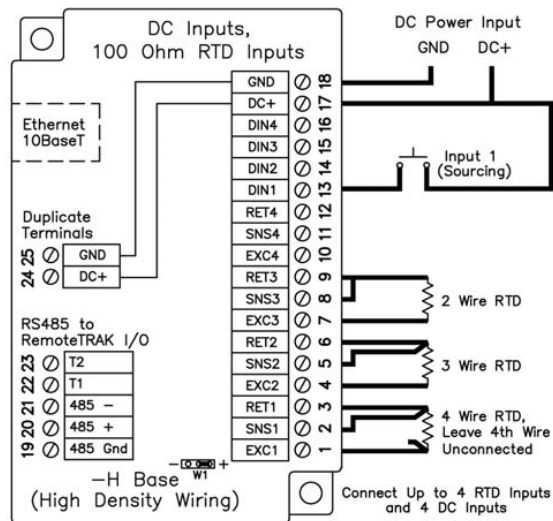 DC Inputs,
100 Ohm RTD Inputs
DC Power Input
GND DC+
Ethernet
10BaseT
GND 18
DC+ 17
DIN4 16
DIN3 15
DIN2 14
DIN1 13
RET4 12
SNS4 11
EXC4 10
RET3 9
SNS3 8
EXC3 7
RET2 6
SNS2 5
EXC2 4
RET1 3
SNS1 2
EXC1 1
Input 1
(Sourcing)
Duplicate
Terminals
25 GND
24 DC+
2 Wire RTD
RS485 to
RemoteTRAK I/O
23 T2
22 T1
21 485 -
20 485 +
19 485 Gnd
3 Wire RTD
4 Wire RTD,
Leave 4th Wire
Unconnected
- +
W1
-H Base
(High Density Wiring)
Connect Up to 4 RTD Inputs
and 4 DC Inputs